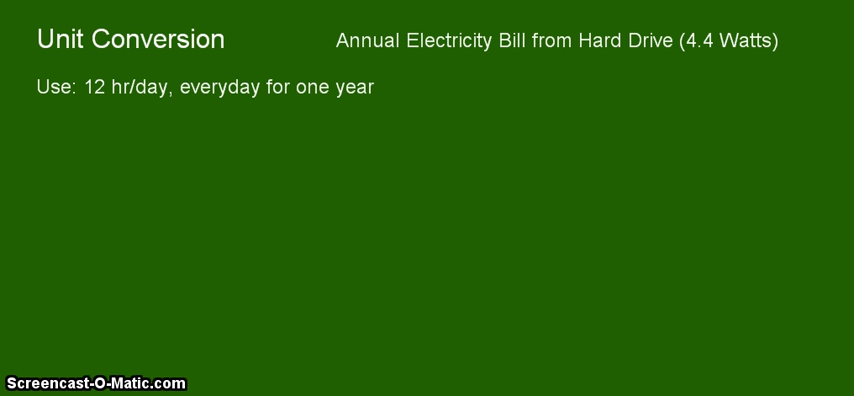 Unit Conversion Annual Electricity Bill from Hard Drive (4.4 Watts)
Use: 12 hr/day, everyday for one year
Screencast-O-Matic.com